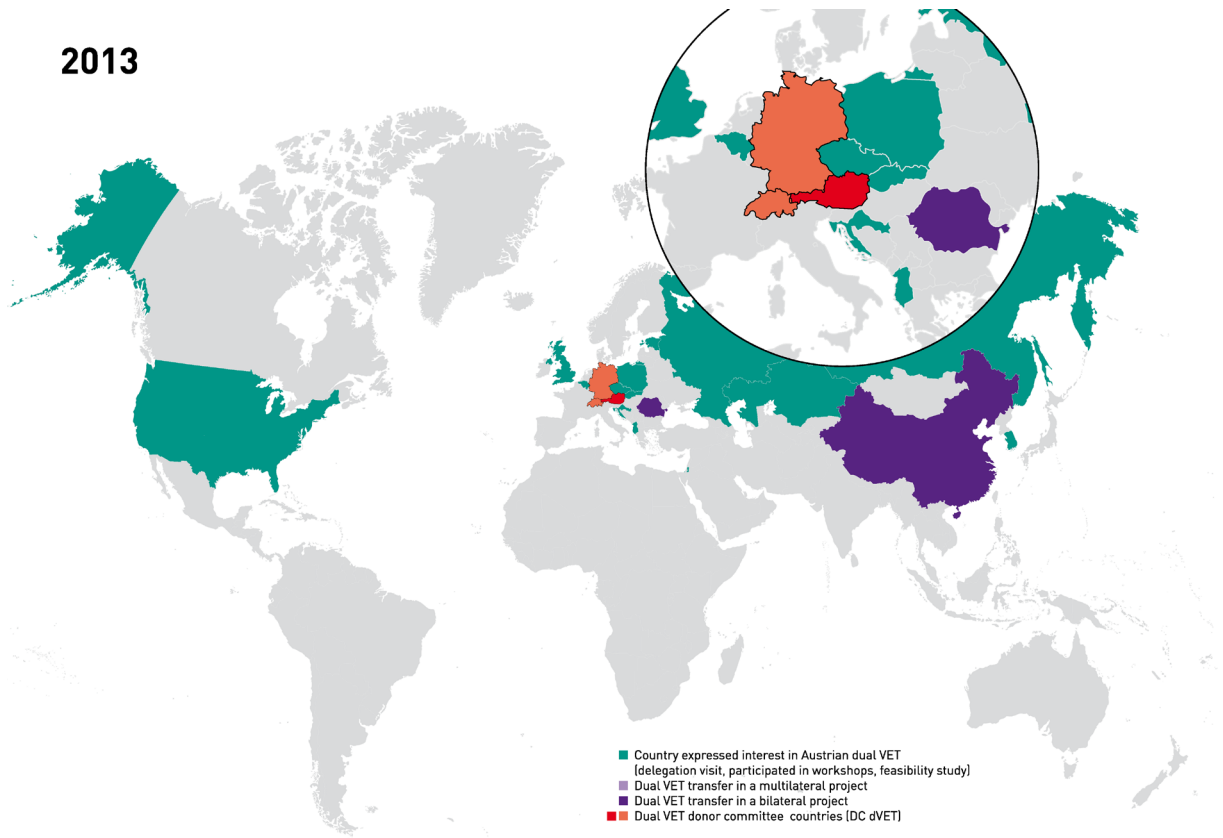 2013
Country expressed interest in Austrian dual VET
(delegation visit, participated in workshops, feasibility study)
Dual VET transfer in a multilateral project
Dual VET transfer in a bilateral project
Dual VET donor committee countries (DC dVET)